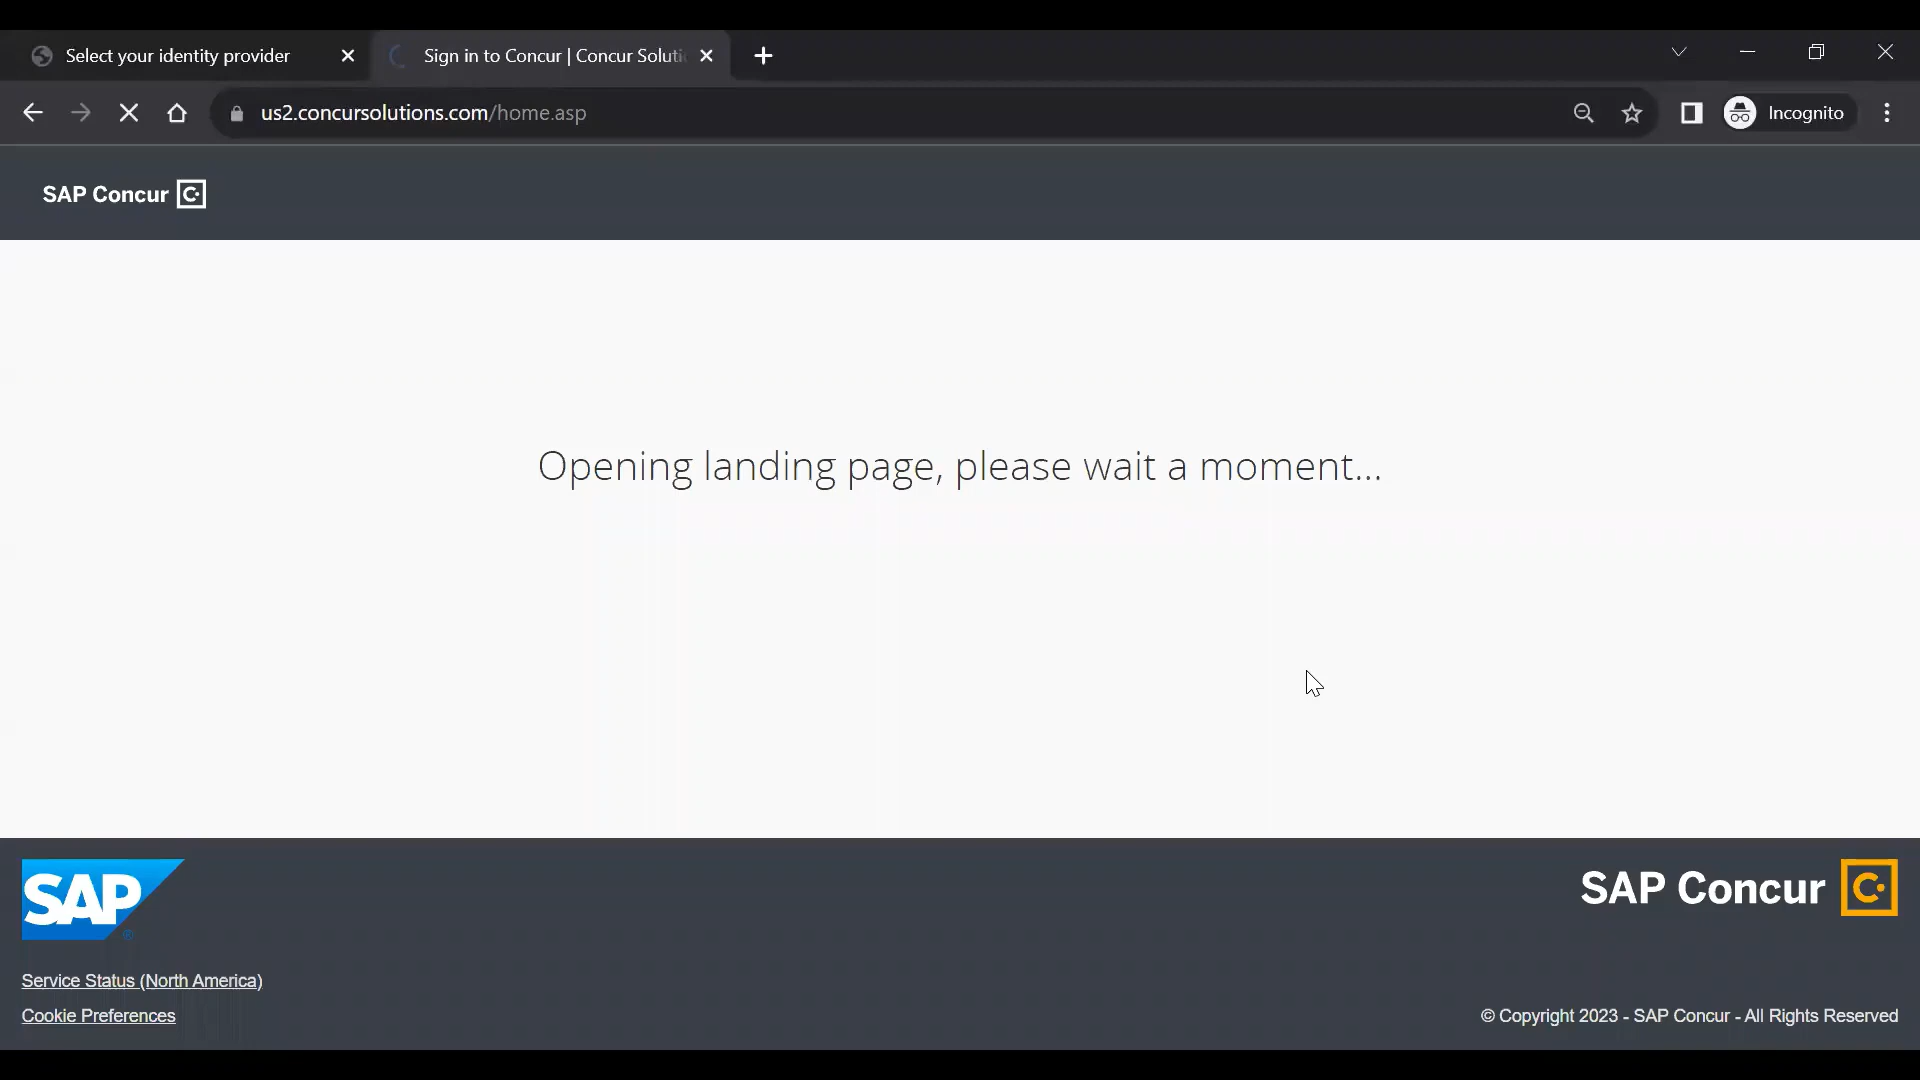 Select your identity provider
Sign in to Concur | Concur Soluti
us2.concursolutions.com/home.asp
Incognito
SAP Concur
Opening landing page, please wait a moment...
SAP
SAP Concur
Service Status (North America)
Cookie Preferences
© Copyright 2023 - SAP Concur - All Rights Reserved